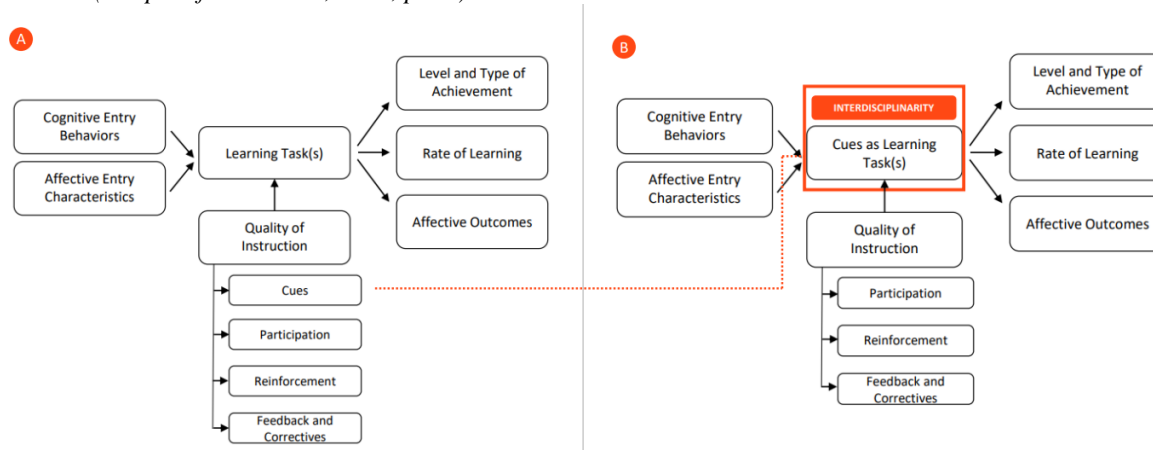 A
Cognitive Entry
Behaviors
Affective Entry
Characteristics
Learning Task(s)
Level and Type of
Achievement
Rate of Learning
Affective Outcomes
Quality of
Instruction
Cues
Participation
Reinforcement
Feedback and
Correctives
B
Cognitive Entry
Behaviors
Affective Entry
Characteristics
INTERDISCIPLINARITY
Cues as Learning
Task(s)
Level and Type of
Achievement
Rate of Learning
Affective Outcomes
Quality of
Instruction
Participation
Reinforcement
Feedback and
Correctives